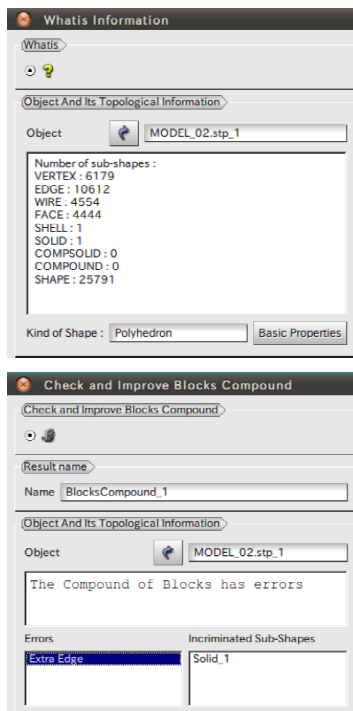 Whatis Information
Whatis
Object And Its Topological Information
Object MODEL_02.stp_1
Number of sub-shapes :
VERTEX : 6179
EDGE : 10612
WIRE : 4554
FACE : 4444
SHELL : 1
SOLID : 1
COMPSOLID : 0
COMPOUND : 0
SHAPE : 25791
Kind of Shape : Polyhedron Basic Properties
Check and Improve Blocks Compound
Check and Improve Blocks Compound
Result name
Name BlocksCompound_1
Object And Its Topological Information
Object MODEL_02.stp_1
The Compound of Blocks has errors
Errors Incriminated Sub-Shapes
Extra Edge Solid_1